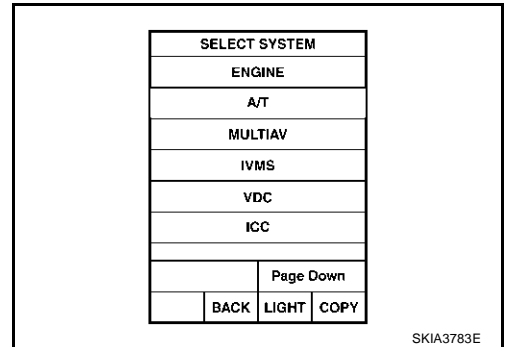 SELECT SYSTEM
ENGINE
A/T
MULTIAV
IVMS
VDC
ICC
Page Down
BACK LIGHT COPY
SKIA3783E